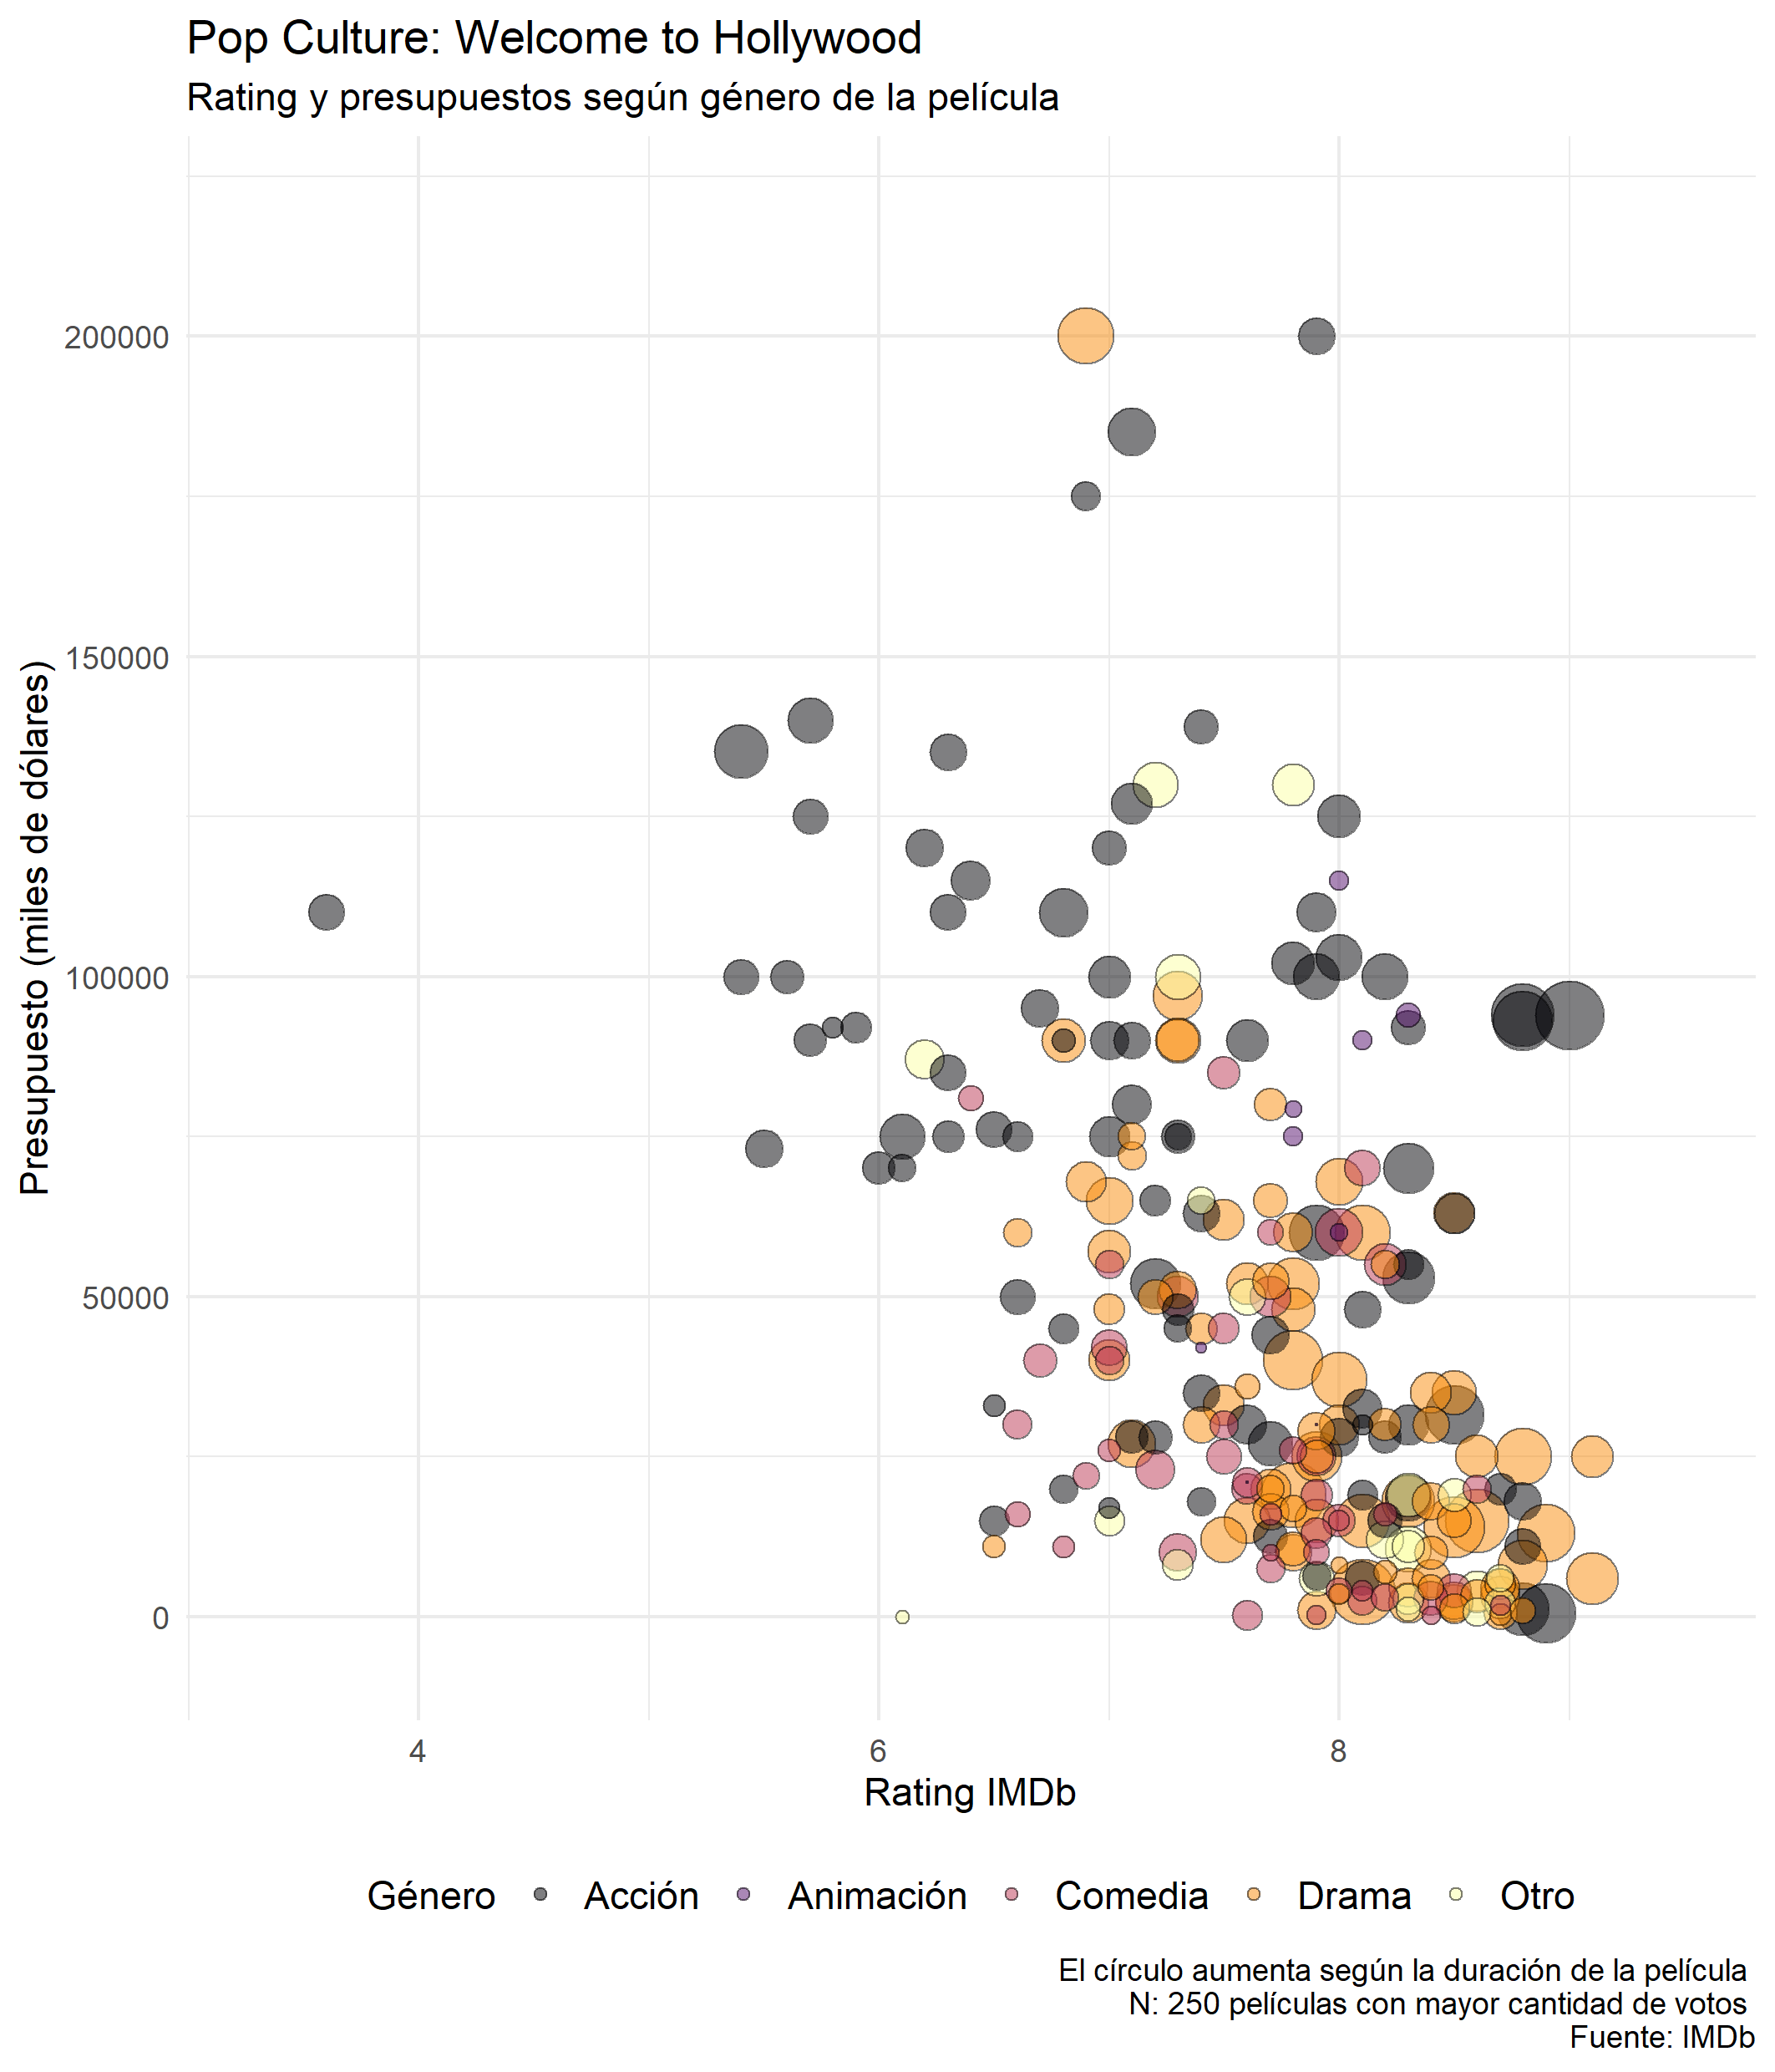 Pop Culture: Welcome to Hollywood
Rating y presupuestos según género de la película
Presupuesto (miles de dólares)
200000
150000
100000
50000
0
4 6 8
Rating IMDb
Género Acción Animación Comedia Drama Otro
El círculo aumenta según la duración de la película
N: 250 películas con mayor cantidad de votos
Fuente: IMDb